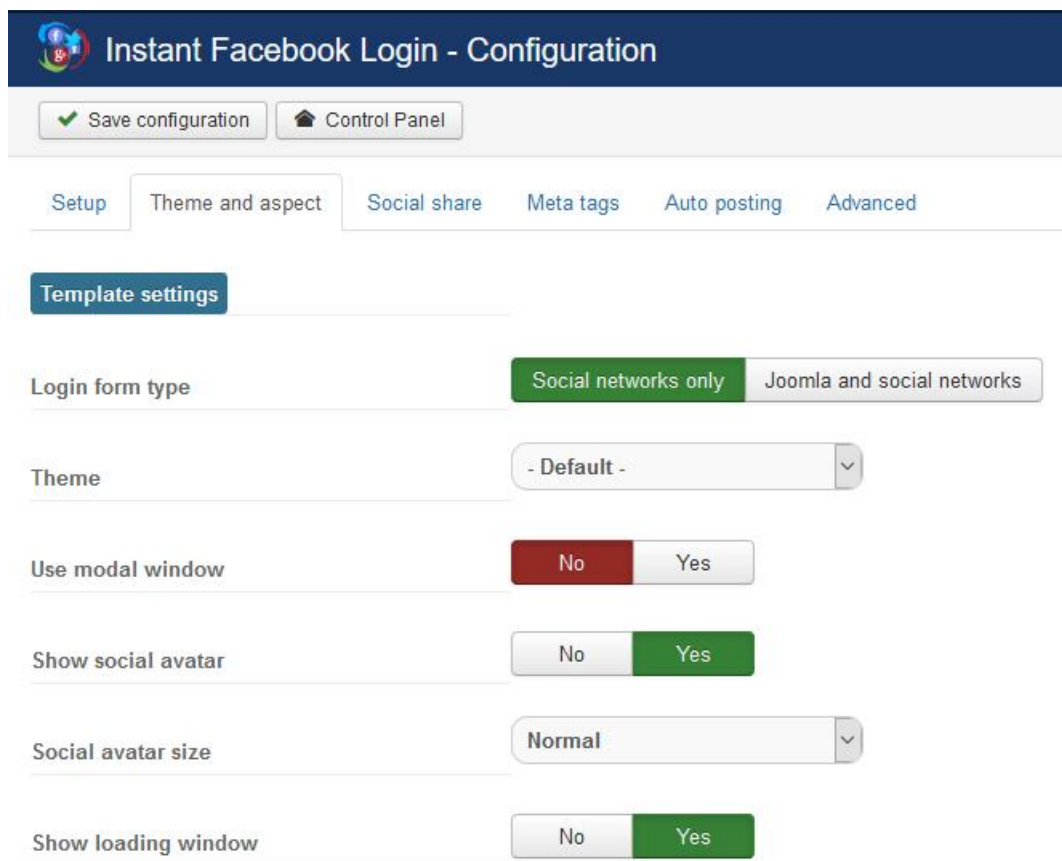 Instant Facebook Login - Configuration
Save configuration Control Panel
Setup Theme and aspect Social share Meta tags Auto posting Advanced
Template settings
Login form type Social networks only Joomla and social networks
Theme - Default -
Use modal window No Yes
Show social avatar No Yes
Social avatar size Normal
Show loading window No Yes